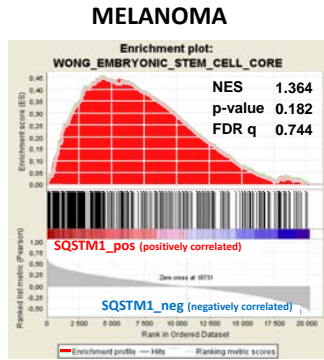 MELANOMA
Enrichment plot:
WONG_EMBRYONIC_STEM_CELL_CORE
Enrichment score (ES)
0,45
0,40
0,35
0,30
0,25
0,20
0,15
0,10
0,05
0,00
NES 1.364
p-value 0.182
FDR q 0.744
Ranked list metric (Pearson)
1,00
0,75
0,50
0,25
0,00
-0,25
-0,50
SQSTM1_pos (positively correlated)
Zero cross at 10731
SQSTM1_neg (negatively correlated)
0 2 500 5 000 7 500 10 000 12 500 15 000 17 500 20 000
Rank in Ordered Dataset
Enrichment profile Hits Ranking metric scores